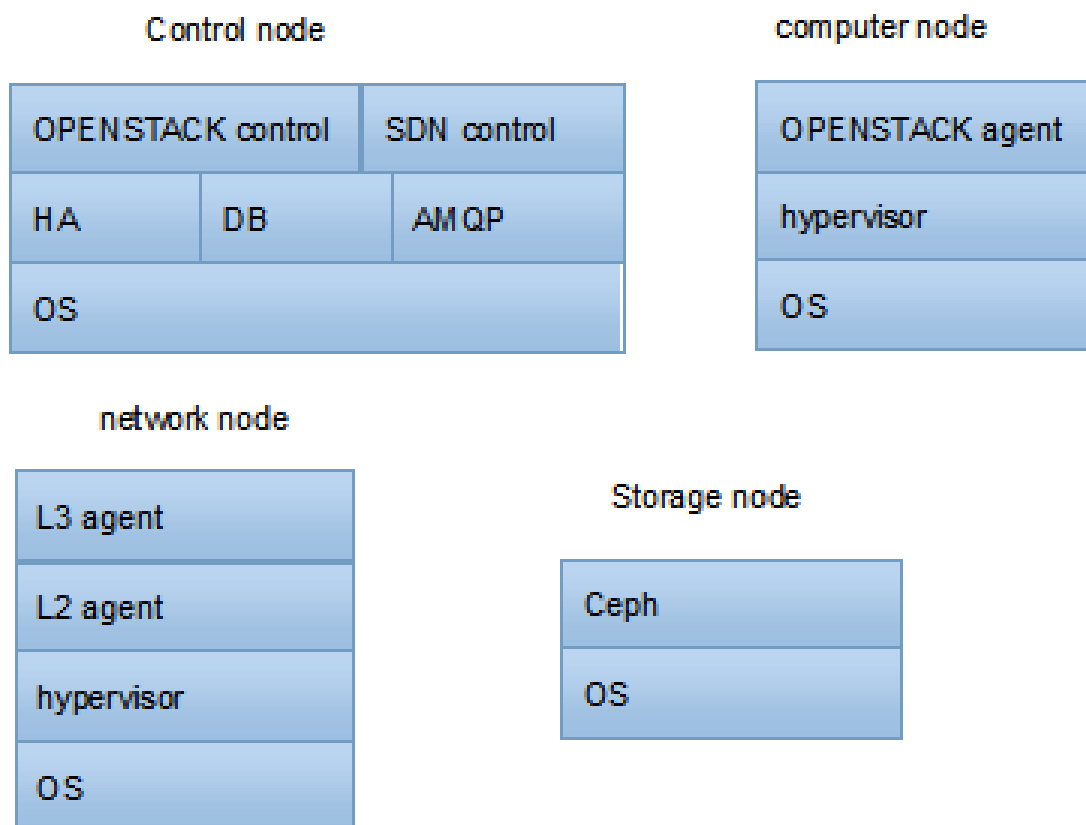 Control node
OPENSTACK control
SDN control
HA
DB
AMQP
OS
computer node
OPENSTACK agent
hypervisor
OS
network node
L3 agent
L2 agent
hypervisor
OS
Storage node
Ceph
OS